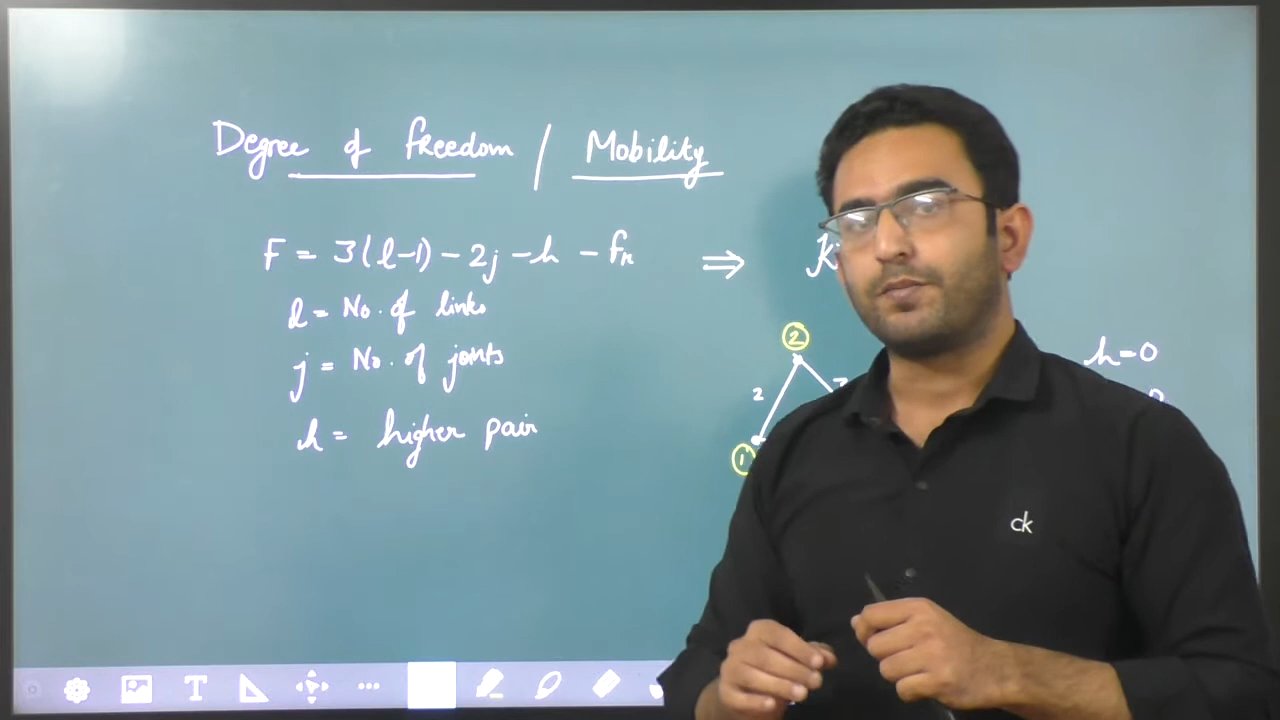 Degree of freedom / Mobility
F = 3(l-1) - 2j - h - Fr ⇒
l = No. of links
j = No. of joints
h = higher pair
2
2
1
h=0
ck
T